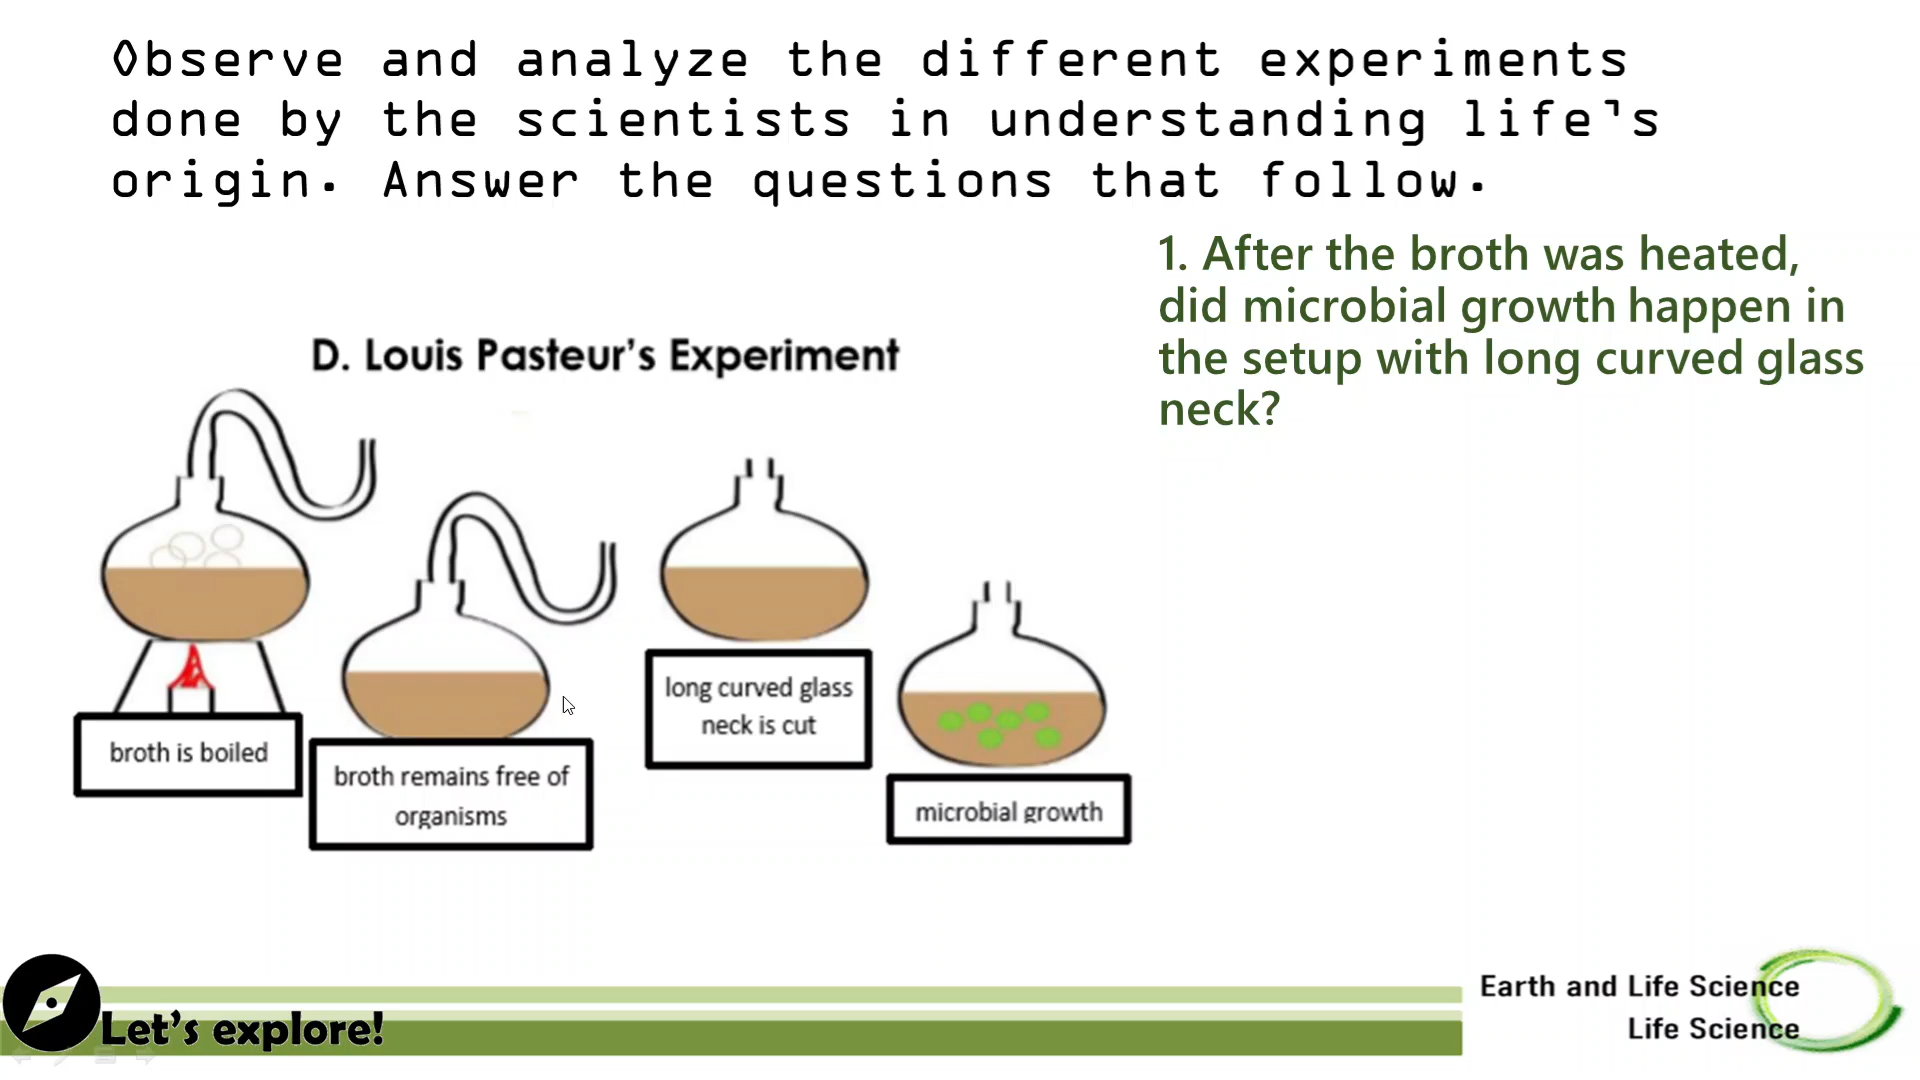 Observe and analyze the different experiments
done by the scientists in understanding life's
origin. Answer the questions that follow.
1. After the broth was heated,
did microbial growth happen in
the setup with long curved glass
neck?
D. Louis Pasteur's Experiment
broth is boiled
broth remains free of
organisms
long curved glass
neck is cut
microbial growth
Let's explore!
Earth and Life Science
Life Science